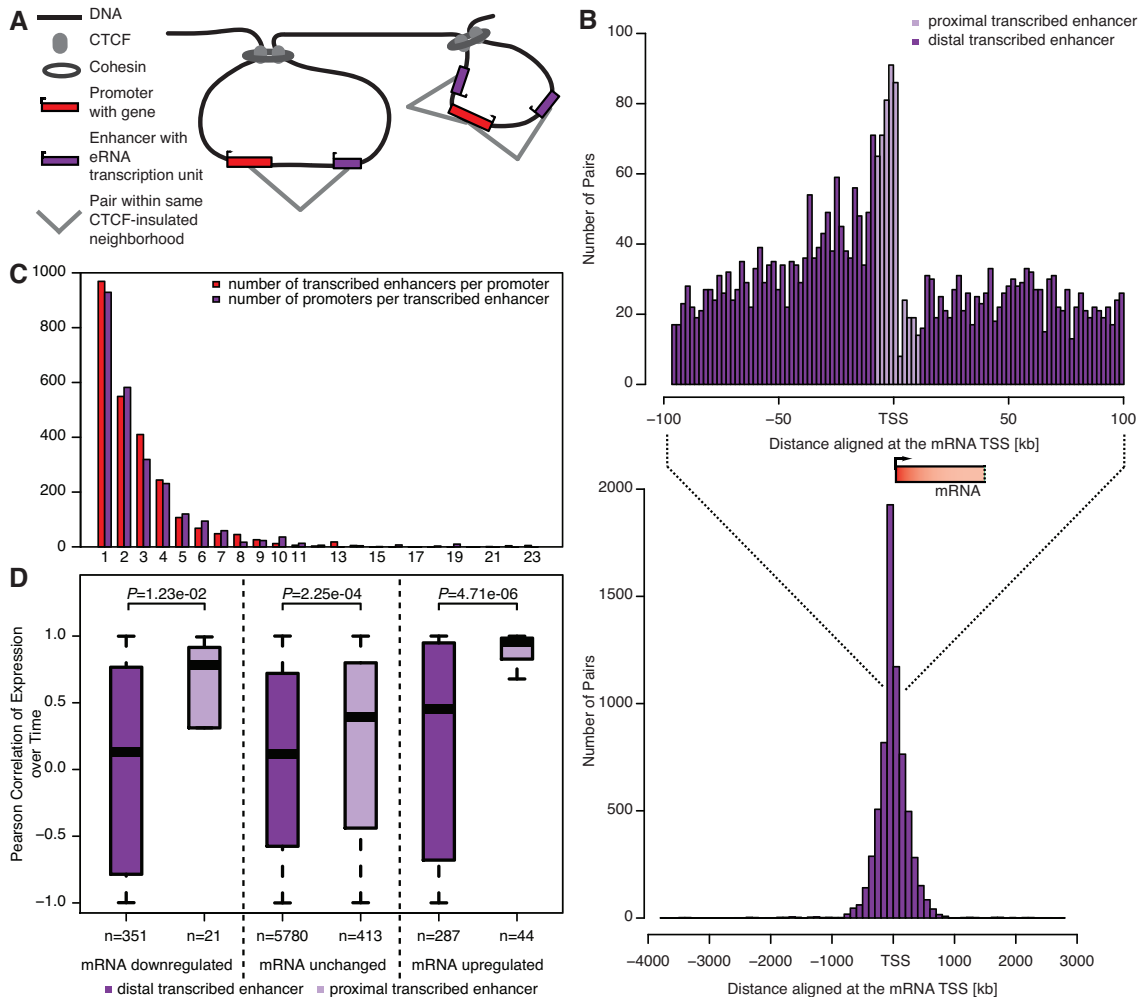 A
DNA
CTCF
Cohesin
Promoter
with gene
Enhancer with
eRNA
transcription unit
Pair within same
CTCF-insulated
neighborhood
B
proximal transcribed enhancer
distal transcribed enhancer
100
80
60
40
20
0
Number of Pairs
−100
−50
TSS
50
100
Distance aligned at the mRNA TSS [kb]
mRNA
2000
1500
1000
500
0
Number of Pairs
−4000
−3000
−2000
−1000
TSS
1000
2000
3000
Distance aligned at the mRNA TSS [kb]
C
number of transcribed enhancers per promoter
number of promoters per transcribed enhancer
1000
800
600
400
200
0
1
2
3
4
5
6
7
8
9
10
11
13
15
17
19
21
23
D
P=1.23e-02
P=2.25e-04
P=4.71e-06
1.0
0.5
0.0
−0.5
−1.0
Pearson Correlation of Expression
over Time
n=351
n=21
n=5780
n=413
n=287
n=44
mRNA downregulated
mRNA unchanged
mRNA upregulated
distal transcribed enhancer
proximal transcribed enhancer